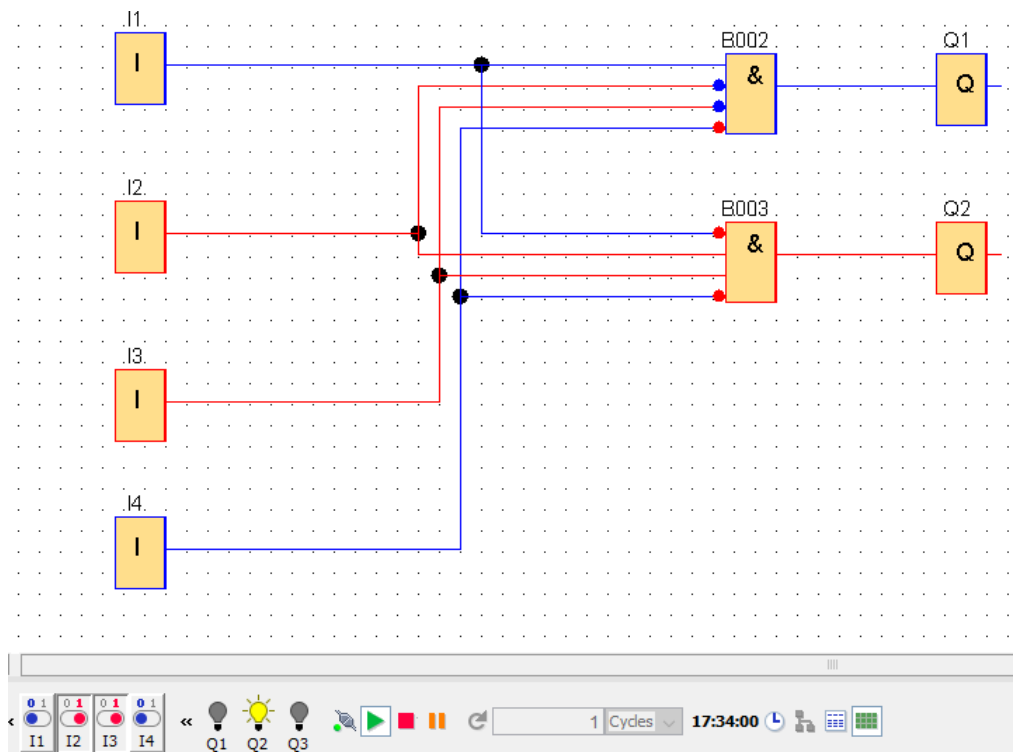 I1
I
B002
&
Q1
Q
I2
I
B003
&
Q2
Q
I3
I
I4
I
0 1 0 1 0 1 0 1
I1 I2 I3 I4
« Q1 Q2 Q3
1 Cycles 17:34:00